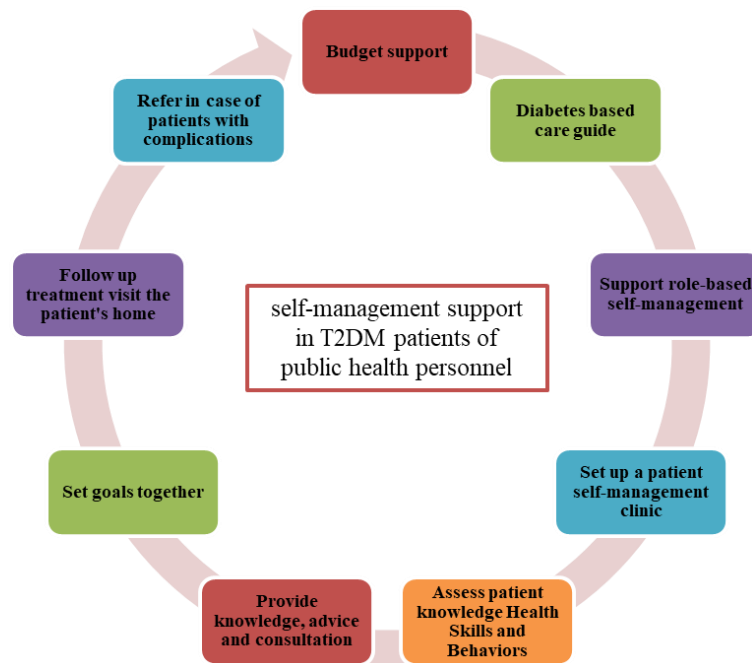 Budget support
Diabetes based
care guide
Support role-based
self-management
Set up a patient
self-management
clinic
Assess patient
knowledge Health
Skills and
Behaviors
Provide
knowledge, advice
and consultation
Set goals together
Follow up
treatment visit the
patient's home
Refer in case of
patients with
complications
self-management support
in T2DM patients of
public health personnel